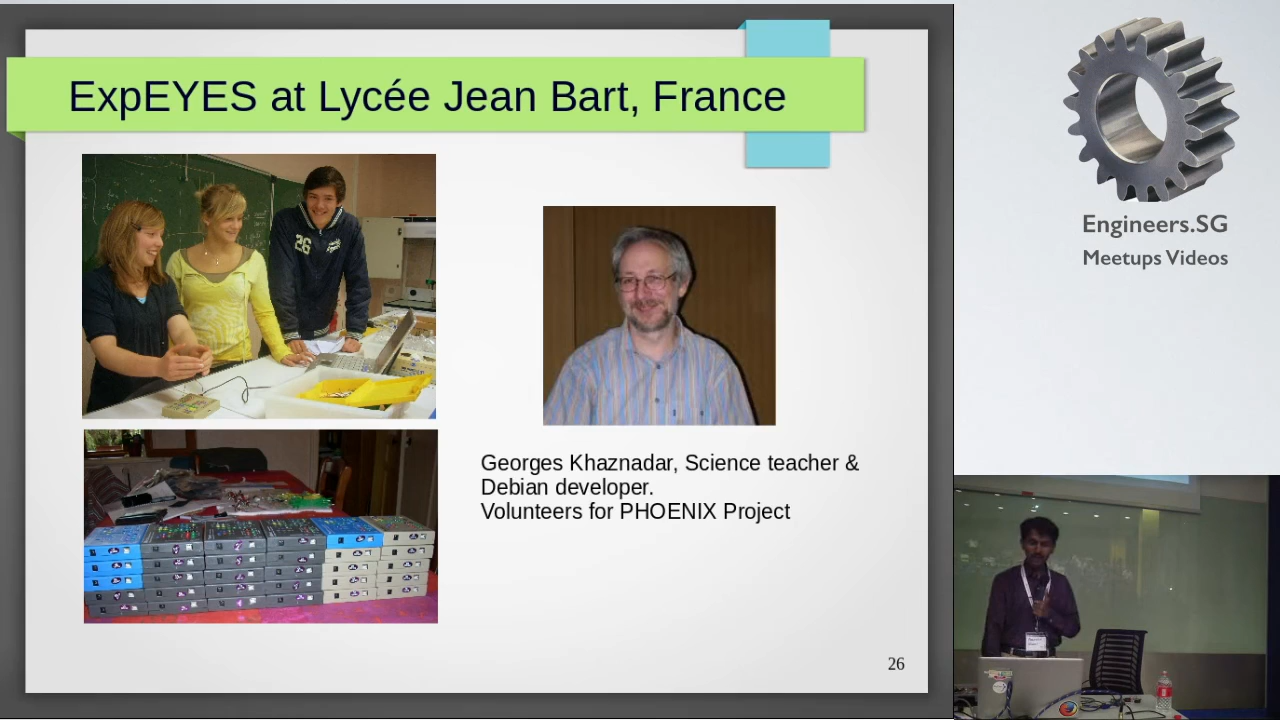 ExpEYES at Lycée Jean Bart, France
26
Georges Khaznadar, Science teacher &
Debian developer.
Volunteers for PHOENIX Project
26
Engineers.SG
Meetups Videos